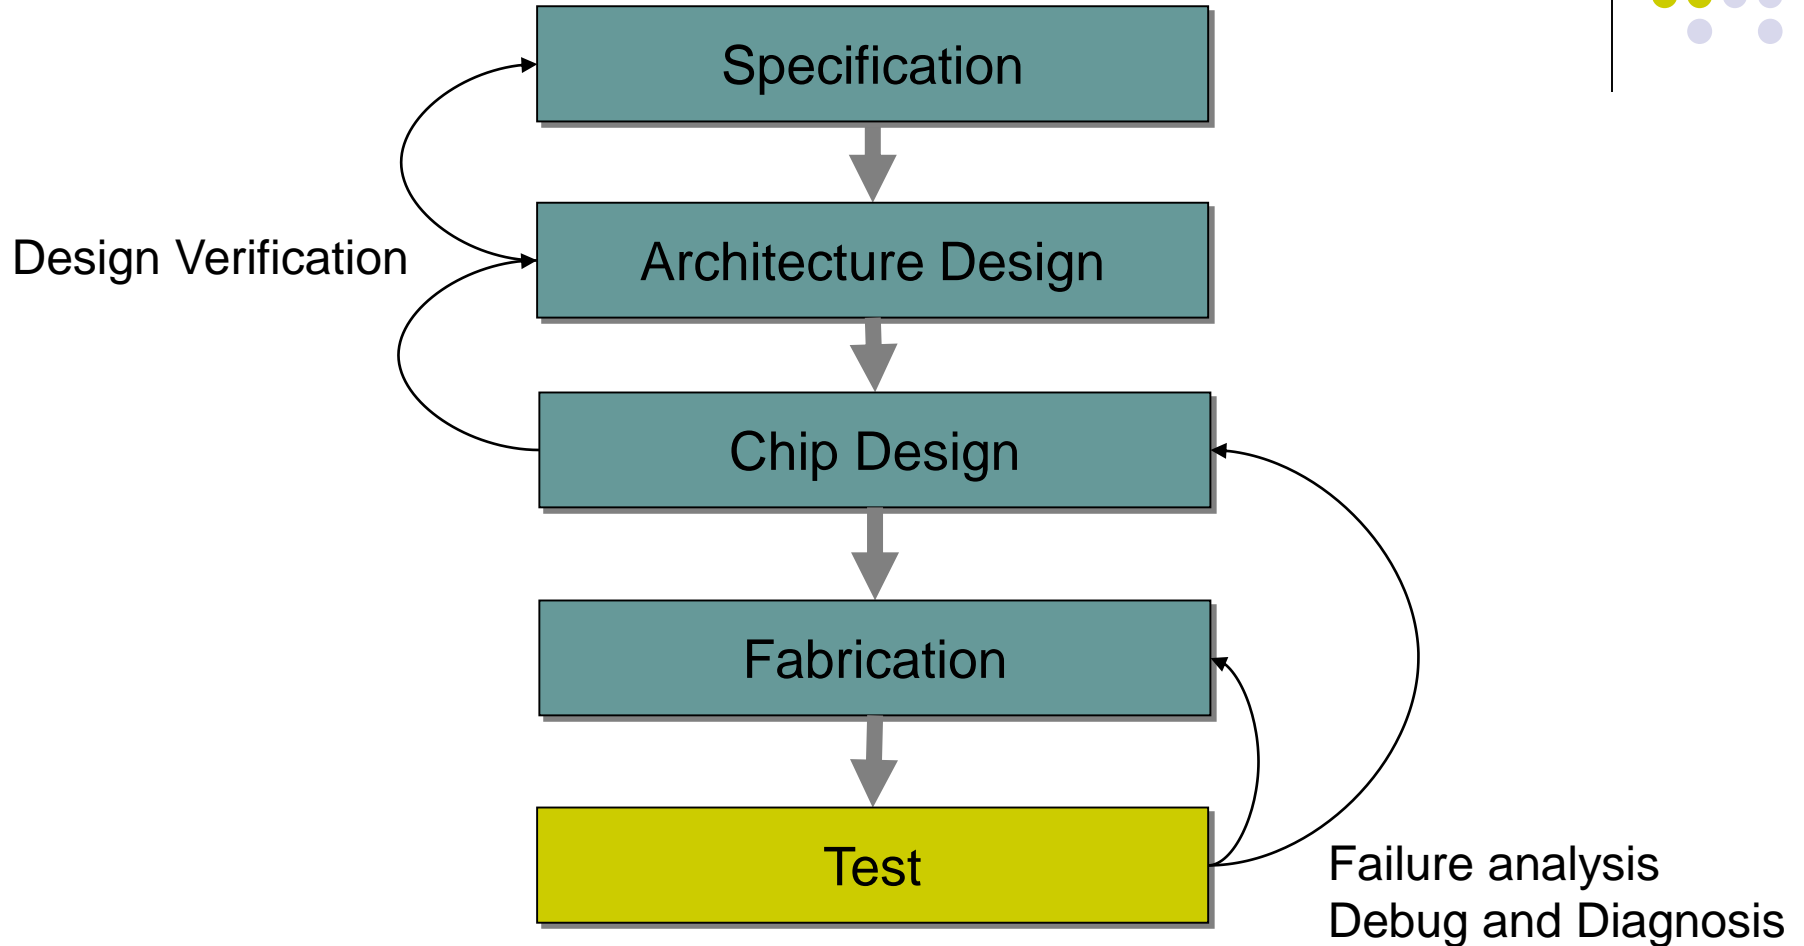 Specification
Design Verification
Architecture Design
Chip Design
Fabrication
Test
Failure analysis
Debug and Diagnosis